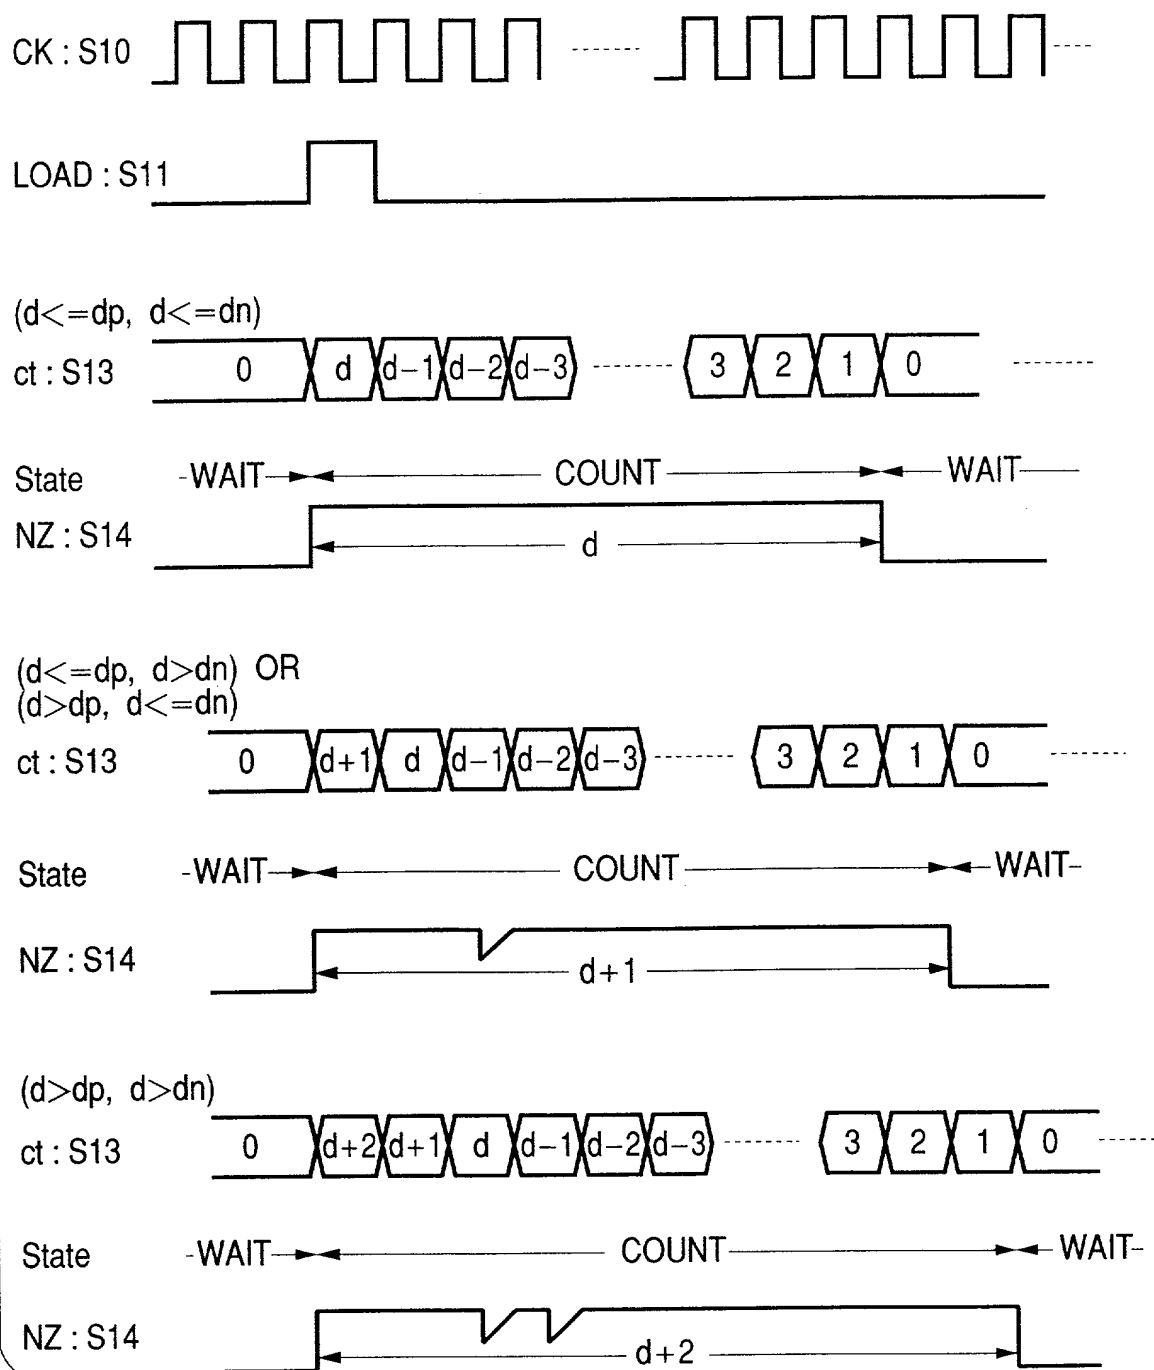 CK : S10
LOAD : S11
(d<=dp, d<=dn)
ct : S13 0 d d−1 d−2 d−3 3 2 1 0
State WAIT COUNT WAIT
NZ : S14 d
(d<=dp, d>dn) OR
(d>dp, d<=dn)
ct : S13 0 d+1 d d−1 d−2 d−3 3 2 1 0
State WAIT COUNT WAIT
NZ : S14 d+1
(d>dp, d>dn)
ct : S13 0 d+2 d+1 d d−1 d−2 d−3 3 2 1 0
State WAIT COUNT WAIT
NZ : S14 d+2